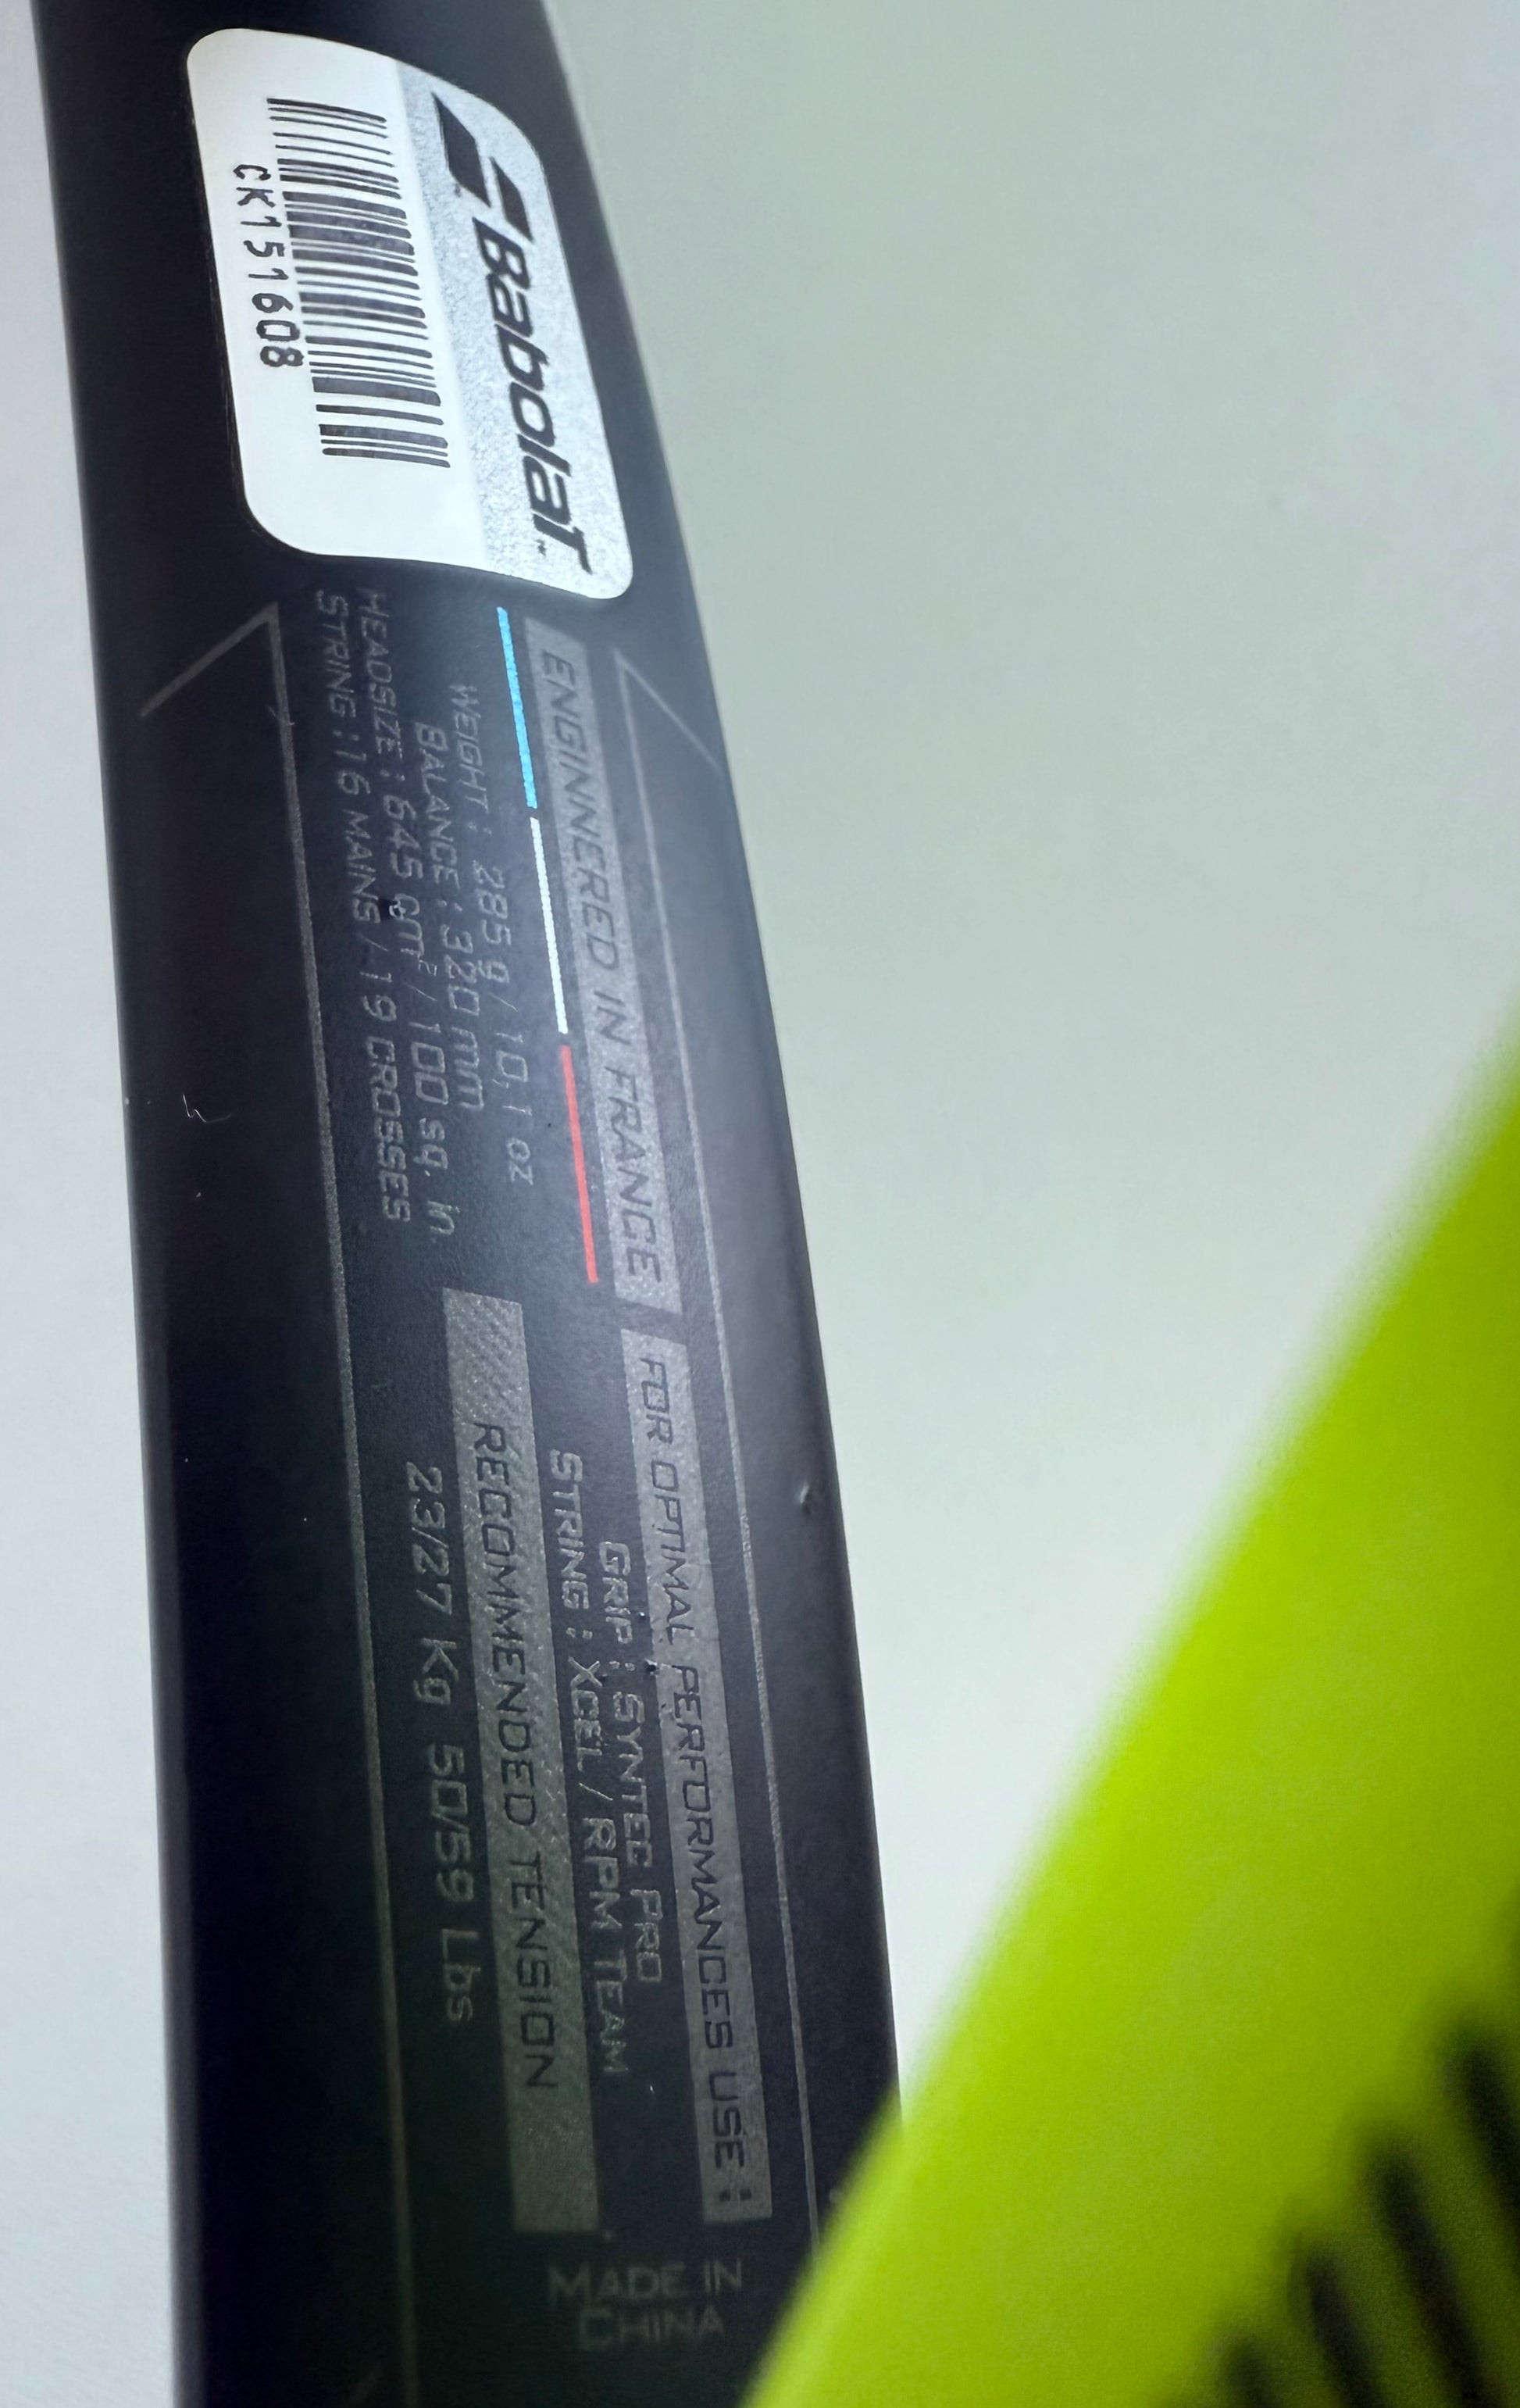 BaboлaT
CK151608
ENGINNERED IN FRANCE
WEIGHT : 285 g / 10,1 oz
BALANCE : 320 mm
HEADSIZE : 645 cm² / 100 sq. in.
STRING : 16 MAINS / 19 CROSSES
FOR OPTIMAL PERFORMANCES USE :
GRIP : SYNTEC PRO
STRING : XCEL / RPM TEAM
RECOMMENDED TENSION
23/27 Kg 50/59 Lbs
MADE IN
CHINA